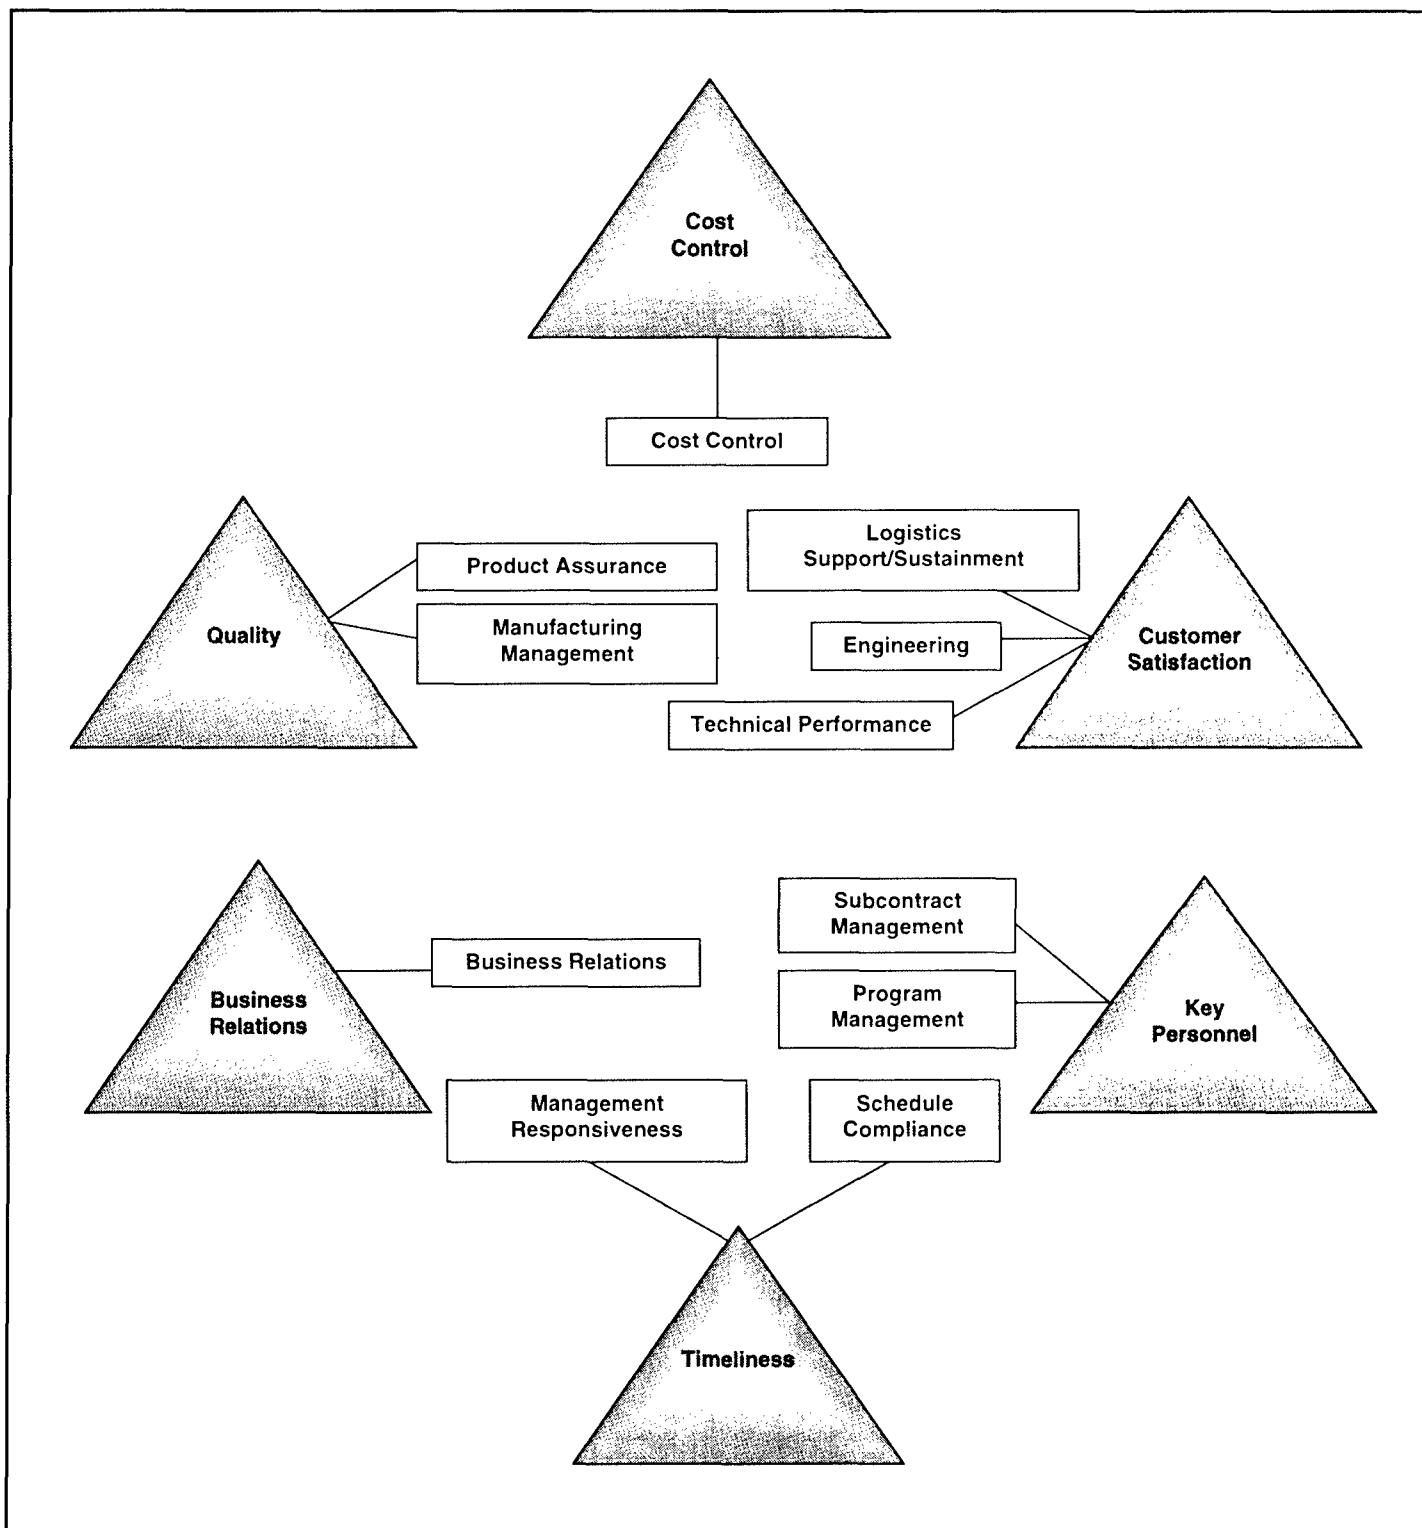 Cost
Control
Cost Control
Quality
Product Assurance
Manufacturing
Management
Logistics
Support/Sustainment
Engineering
Technical Performance
Customer
Satisfaction
Business
Relations
Business Relations
Subcontract
Management
Program
Management
Key
Personnel
Management
Responsiveness
Schedule
Compliance
Timeliness